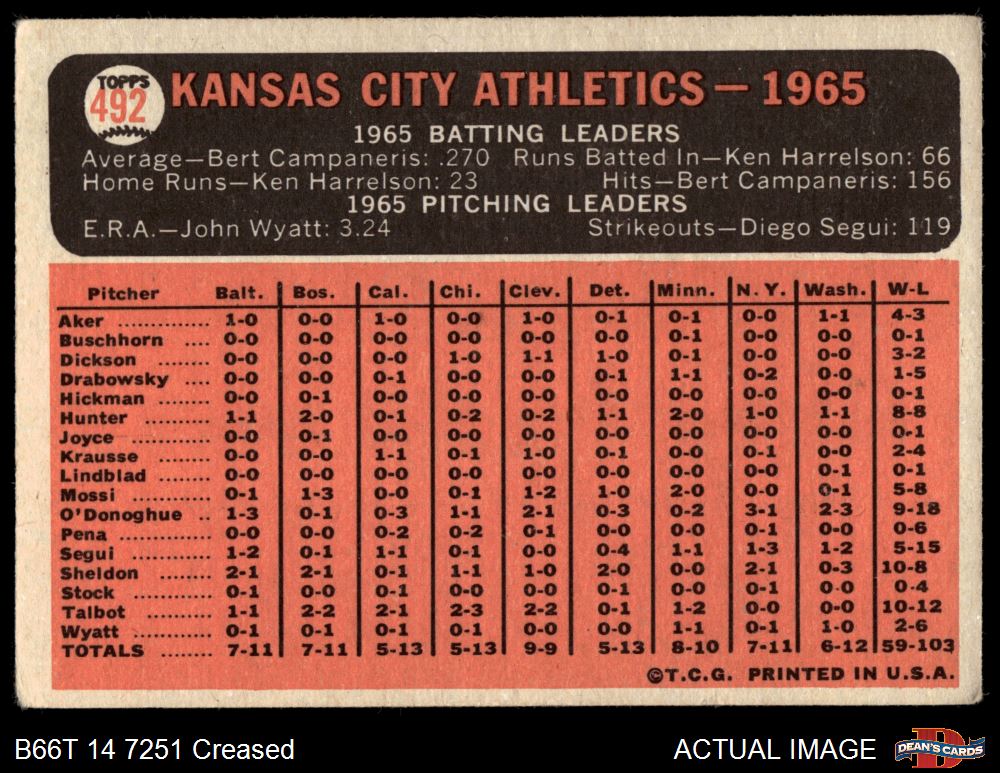 TOPPS
492
KANSAS CITY ATHLETICS — 1965
1965 BATTING LEADERS
Average—Bert Campaneris: .270 Runs Batted In—Ken Harrelson: 66
Home Runs—Ken Harrelson: 23 Hits—Bert Campaneris: 156
1965 PITCHING LEADERS
E.R.A.—John Wyatt: 3.24 Strikeouts—Diego Segui: 119
Pitcher Balt. Bos. Cal. Chi. Clev. Det. Minn. N.Y. Wash. W-L
Aker ............ 1-0 0-0 1-0 0-0 1-0 0-1 0-1 0-0 1-1 4-3
Buschhorn .... 0-0 0-0 0-0 0-0 0-0 0-0 0-1 0-0 0-0 0-1
Dickson ......... 0-0 0-0 0-0 1-0 1-1 1-0 0-1 0-0 0-0 3-2
Drabowsky .... 0-0 0-0 0-1 0-0 0-0 0-1 1-1 0-2 0-0 1-5
Hickman ........ 0-0 0-1 0-0 0-0 0-0 0-0 0-0 0-0 0-0 0-1
Hunter .......... 1-1 2-0 0-1 0-2 0-2 1-1 2-0 1-0 1-1 8-8
Joyce ............ 0-0 0-1 0-0 0-0 0-0 0-0 0-0 0-0 0-0 0-1
Krausse ......... 0-0 0-0 1-1 0-1 1-0 0-1 0-0 0-1 0-0 2-4
Lindblad ........ 0-0 0-0 0-0 0-0 0-0 0-0 0-0 0-0 0-1 0-1
Mossi ............ 0-1 1-3 0-0 0-1 1-2 1-0 2-0 0-0 0-1 5-8
O'Donoghue .. 1-3 0-1 0-3 1-1 2-1 0-3 0-2 3-1 2-3 9-18
Pena ............. 0-0 0-0 0-2 0-2 0-1 0-0 0-0 0-1 0-0 0-6
Segui ............ 1-2 0-1 1-1 0-1 0-0 0-4 1-1 1-3 1-2 5-15
Sheldon ........ 2-1 2-1 0-1 1-1 1-0 2-0 0-0 2-1 0-3 10-8
Stock ............ 0-1 0-0 0-1 0-0 0-0 0-1 0-0 0-1 0-0 0-4
Talbot ........... 1-1 2-2 2-1 2-3 2-2 0-1 1-2 0-0 0-0 10-12
Wyatt ............ 0-1 0-1 0-1 0-1 0-0 0-0 1-1 0-1 1-0 2-6
TOTALS ........ 7-11 7-11 5-13 5-13 9-9 5-13 8-10 7-11 6-12 59-103
©T.C.G. PRINTED IN U.S.A.
B66T 14 7251 Creased ACTUAL IMAGE
DEAN'S CARDS